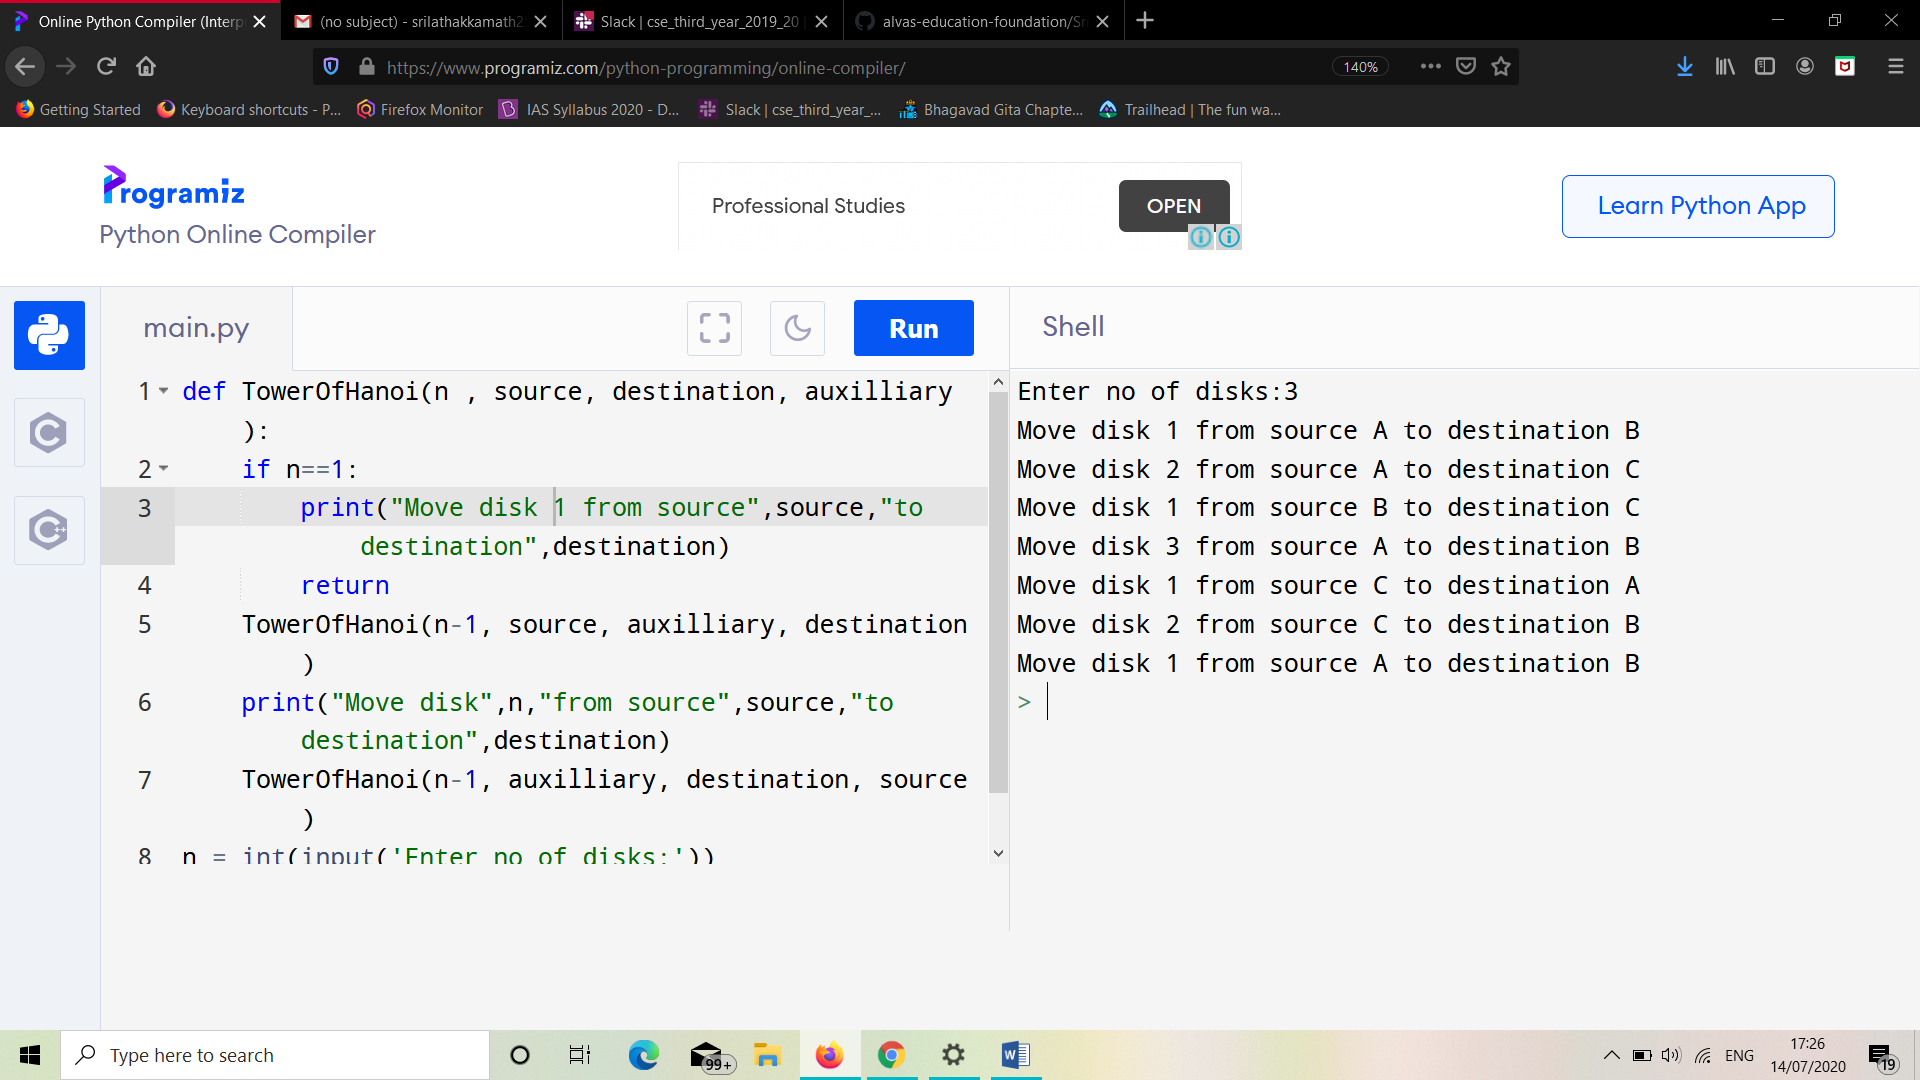 Online Python Compiler (Interp
(no subject) - srilathakkamath2
Slack | cse_third_year_2019_20
alvas-education-foundation/Sri
https://www.programiz.com/python-programming/online-compiler/
140%
Getting Started
Keyboard shortcuts - P...
Firefox Monitor
IAS Syllabus 2020 - D...
Slack | cse_third_year_...
Bhagavad Gita Chapte...
Trailhead | The fun wa...
Programiz
Python Online Compiler
Professional Studies
OPEN
Learn Python App
main.py
Run
Shell
1 def TowerOfHanoi(n , source, destination, auxilliary
):
2 if n==1:
3 print("Move disk 1 from source",source,"to
destination",destination)
4 return
5 TowerOfHanoi(n-1, source, auxilliary, destination
)
6 print("Move disk",n,"from source",source,"to
destination",destination)
7 TowerOfHanoi(n-1, auxilliary, destination, source
)
8 n = int(input('Enter no of disks:'))
Enter no of disks:3
Move disk 1 from source A to destination B
Move disk 2 from source A to destination C
Move disk 1 from source B to destination C
Move disk 3 from source A to destination B
Move disk 1 from source C to destination A
Move disk 2 from source C to destination B
Move disk 1 from source A to destination B
>
Type here to search
99+
ENG
17:26
14/07/2020
19